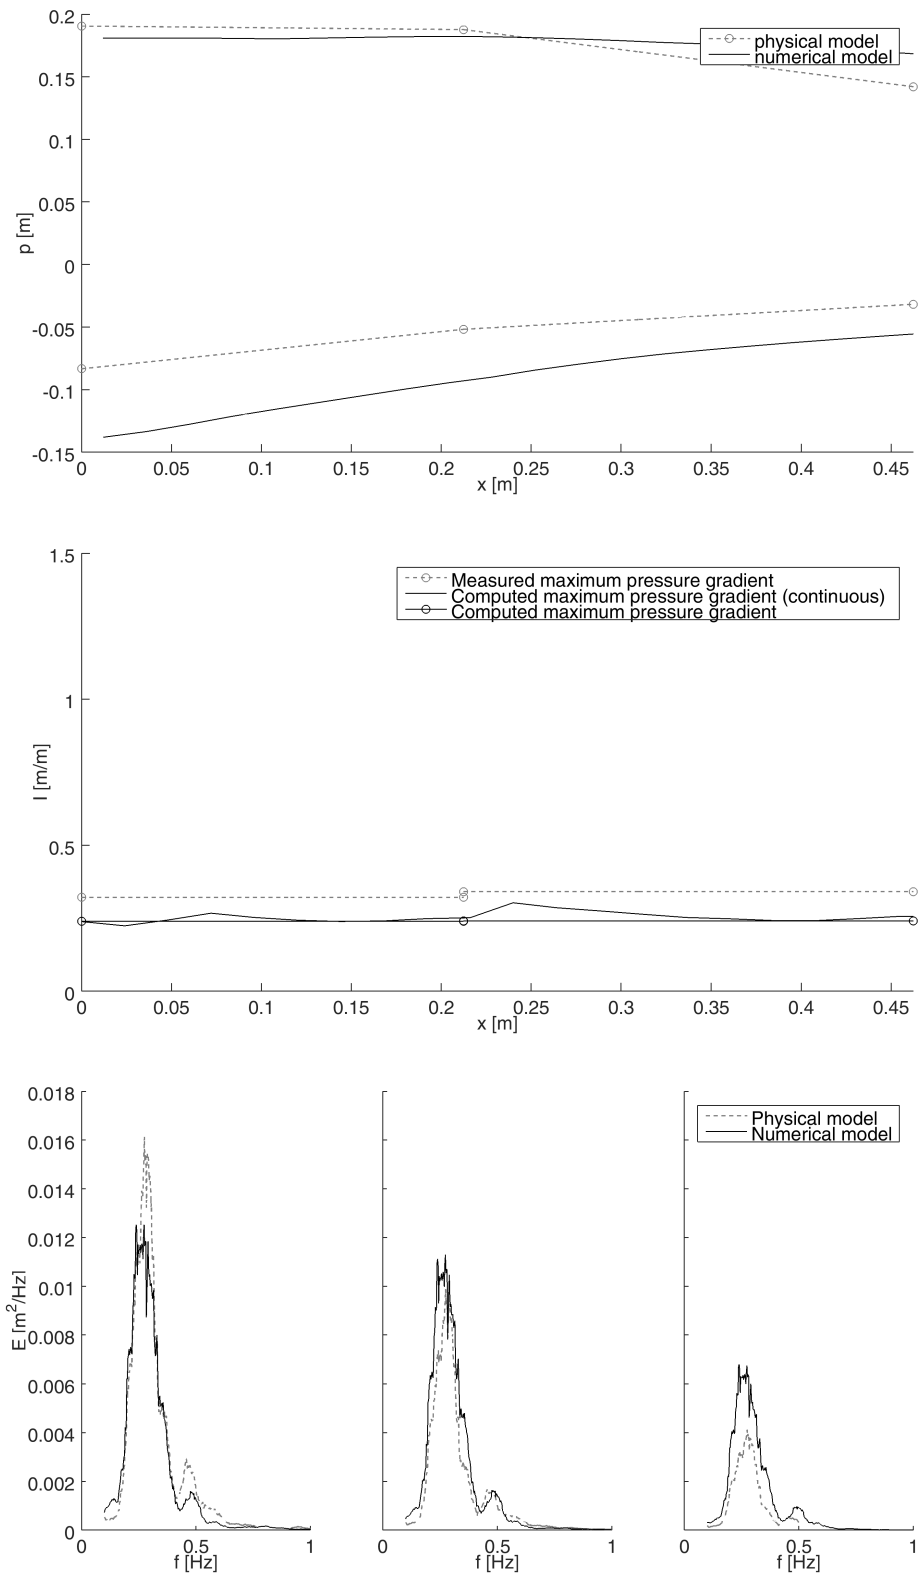 0.2
0.15
0.1
0.05
0
-0.05
-0.1
-0.15
p [m]
physical model
numerical model
0 0.05 0.1 0.15 0.2 0.25 0.3 0.35 0.4 0.45
x [m]
1.5
1
0.5
0
I [m/m]
Measured maximum pressure gradient
Computed maximum pressure gradient (continuous)
Computed maximum pressure gradient
0 0.05 0.1 0.15 0.2 0.25 0.3 0.35 0.4 0.45
x [m]
0.018
0.016
0.014
0.012
0.01
0.008
0.006
0.004
0.002
0
E [m²/Hz]
Physical model
Numerical model
0 0.5 1 0 0.5 1 0 0.5 1
f [Hz] f [Hz] f [Hz]